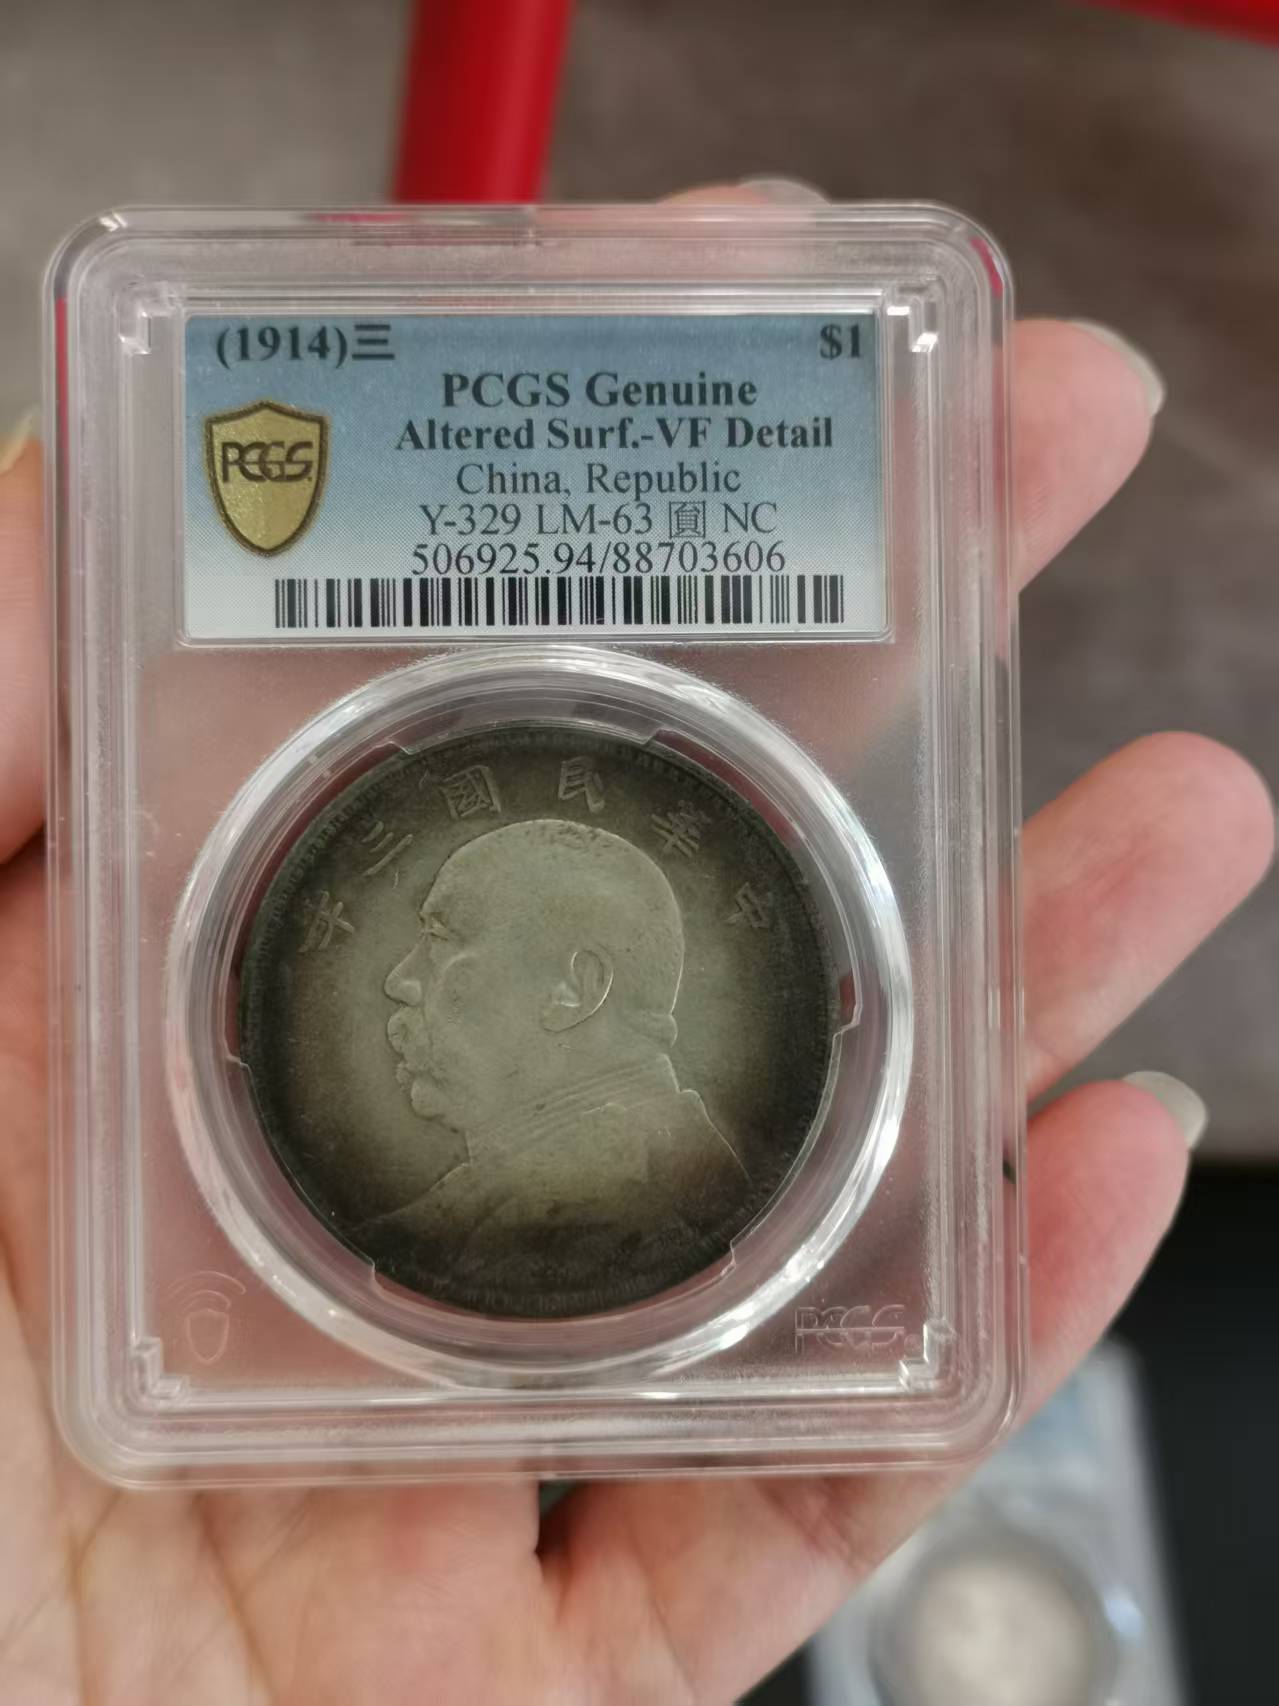 (1914)三 $1
PCGS Genuine
Altered Surf.-VF Detail
PCGS
China, Republic
Y-329 LM-63 圓 NC
506925.94/88703606
年三國民華中
PCGS